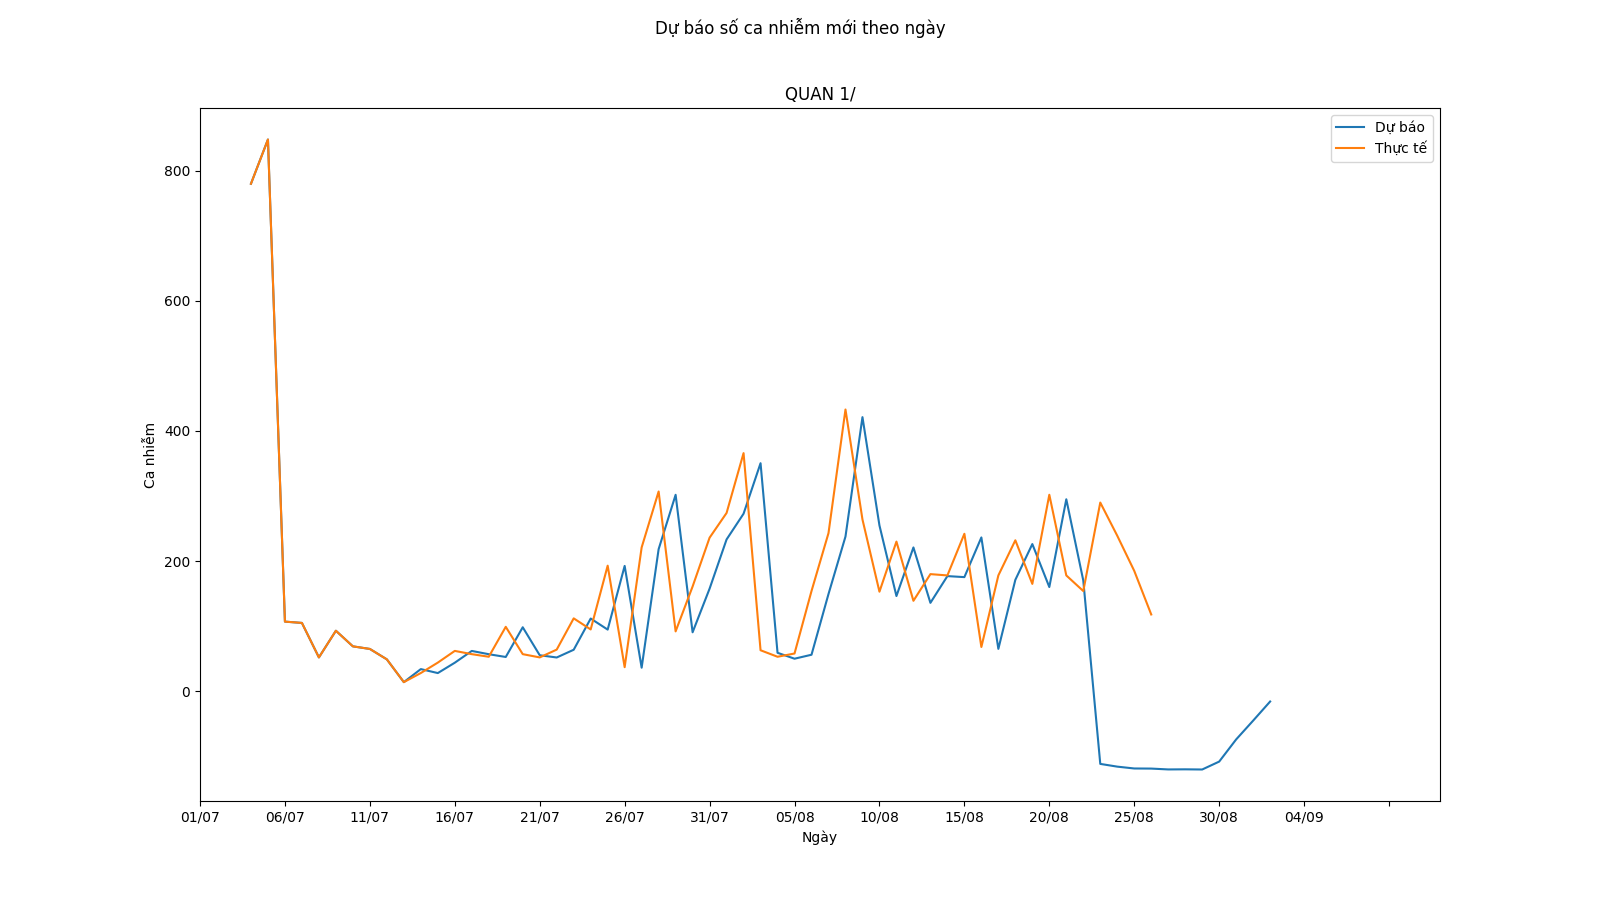 Dự báo số ca nhiễm mới theo ngày
QUAN 1/
Dự báo
Thực tế
800
600
400
200
0
Ca nhiễm
01/07 06/07 11/07 16/07 21/07 26/07 31/07 05/08 10/08 15/08 20/08 25/08 30/08 04/09
Ngày